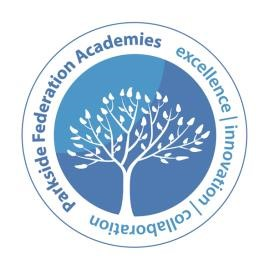 Parkside Federation Academies
excellence | innovation | collaboration